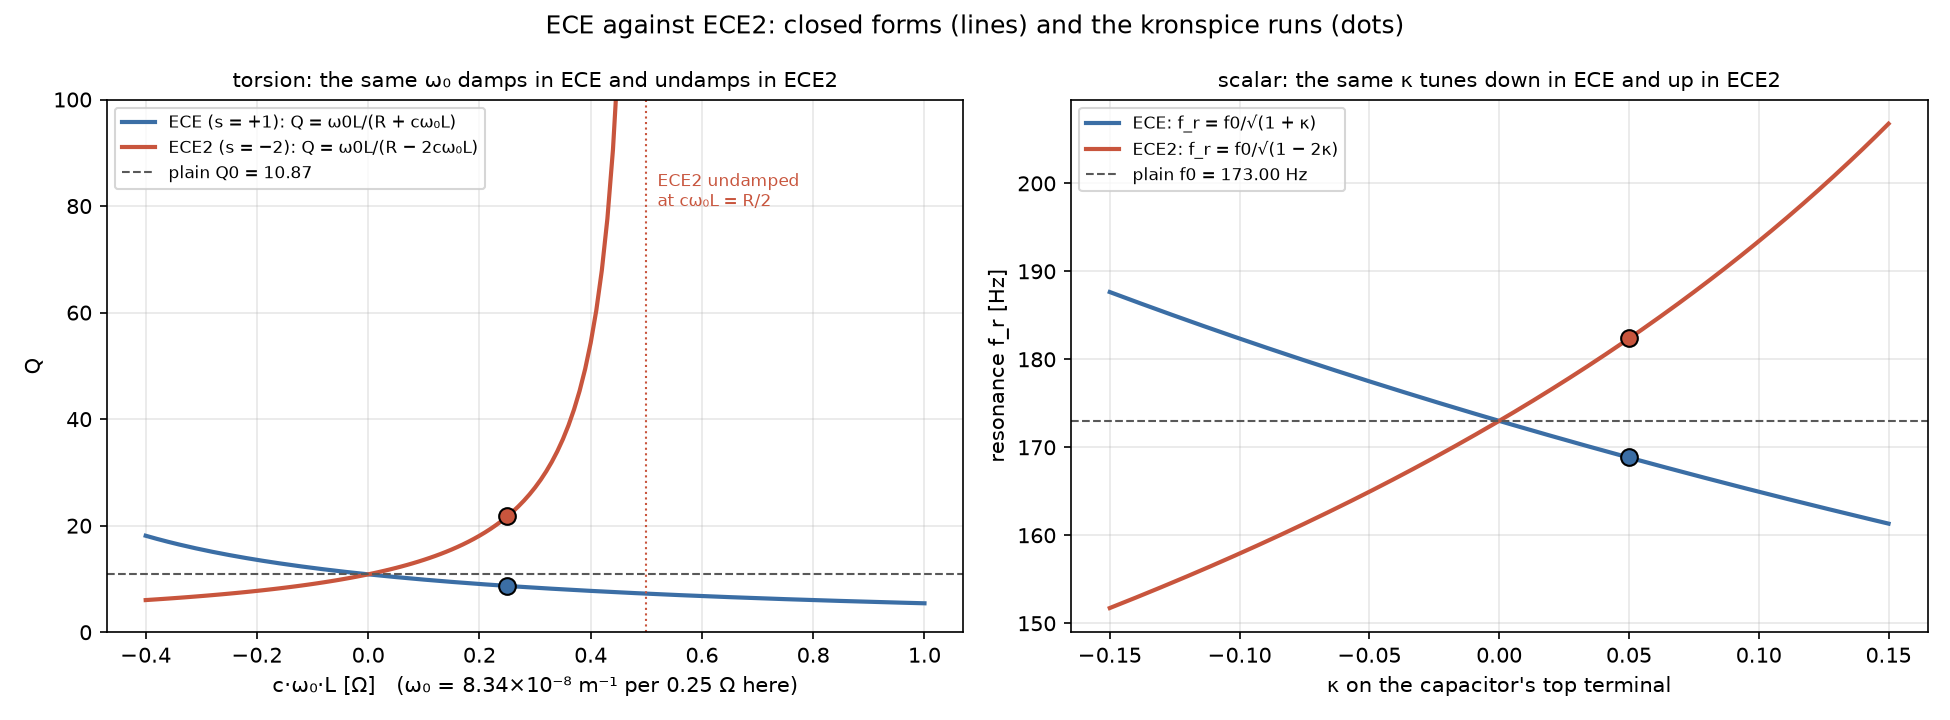 ECE against ECE2: closed forms (lines) and the kronspice runs (dots)
torsion: the same ω₀ damps in ECE and undamps in ECE2
ECE (s = +1): Q = ω0L/(R + cω₀L)
ECE2 (s = −2): Q = ω0L/(R − 2cω₀L)
plain Q0 = 10.87
ECE2 undamped
at cω₀L = R/2
Q
100
80
60
40
20
0
−0.4
−0.2
0.0
0.2
0.4
0.6
0.8
1.0
c·ω₀·L [Ω]   (ω₀ = 8.34×10⁻⁸ m⁻¹ per 0.25 Ω here)
scalar: the same κ tunes down in ECE and up in ECE2
ECE: f_r = f0/√(1 + κ)
ECE2: f_r = f0/√(1 − 2κ)
plain f0 = 173.00 Hz
resonance f_r [Hz]
200
190
180
170
160
150
−0.15
−0.10
−0.05
0.00
0.05
0.10
0.15
κ on the capacitor's top terminal